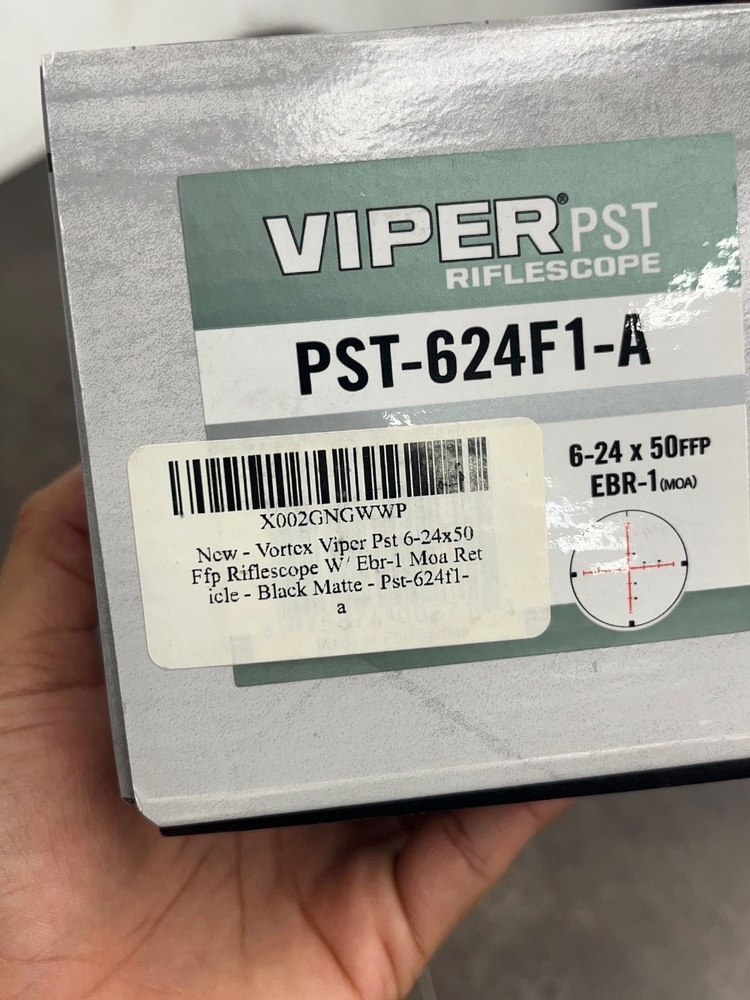 VIPER® PST
RIFLESCOPE
PST-624F1-A
6-24 x 50FFP
EBR-1(MOA)
X002GNGWWP
New - Vortex Viper Pst 6-24x50
Ffp Riflescope W/ Ebr-1 Moa Ret
icle - Black Matte - Pst-624f1-
a